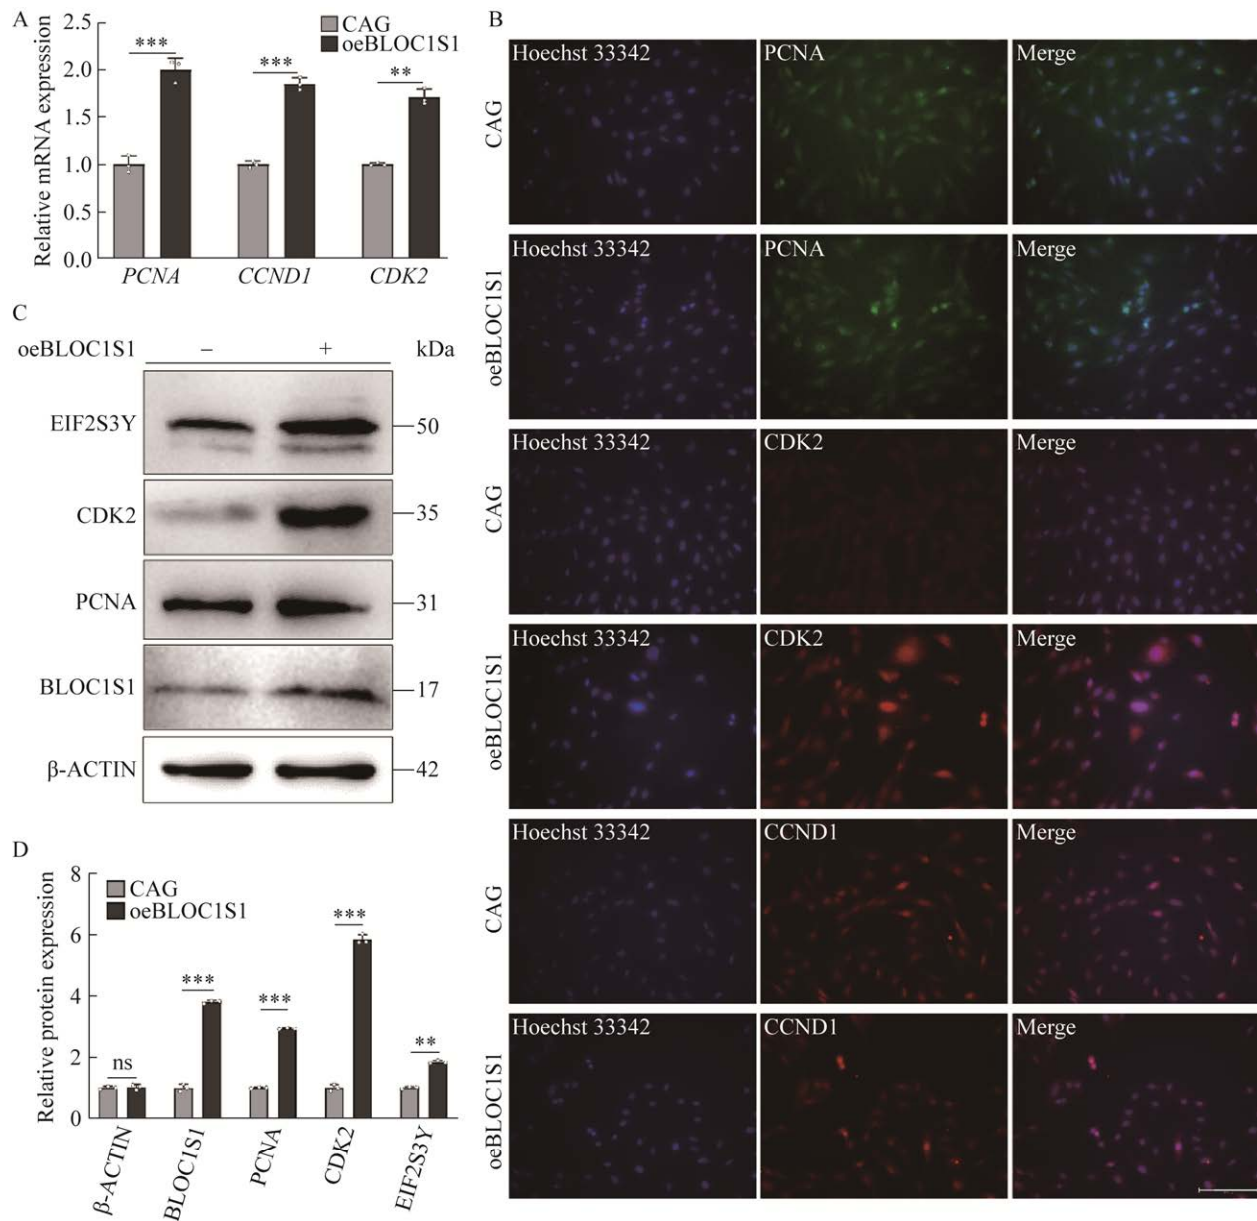 A
2.5
2.0
1.5
1.0
0.5
0.0
Relative mRNA expression
CAG
oeBLOC1S1
***
***
**
PCNA CCND1 CDK2
B
Hoechst 33342 PCNA Merge
CAG
Hoechst 33342 PCNA Merge
oeBLOC1S1
Hoechst 33342 CDK2 Merge
CAG
Hoechst 33342 CDK2 Merge
oeBLOC1S1
Hoechst 33342 CCND1 Merge
CAG
Hoechst 33342 CCND1 Merge
oeBLOC1S1
C
oeBLOC1S1 – + kDa
EIF2S3Y 50
CDK2 35
PCNA 31
BLOC1S1 17
β-ACTIN 42
D
8
6
4
2
0
Relative protein expression
CAG
oeBLOC1S1
ns
***
***
***
**
β-ACTIN
BLOC1S1
PCNA
CDK2
EIF2S3Y